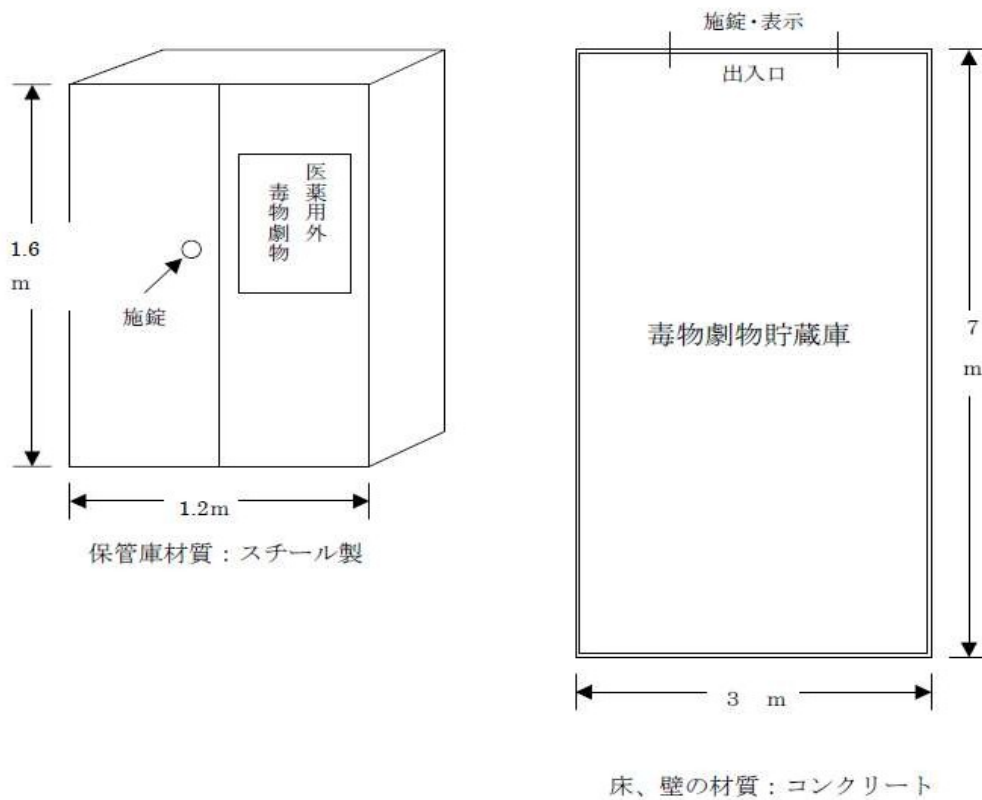 医薬用外
毒物劇物
1.6
m
施錠
1.2m
保管庫材質：スチール製
施錠・表示
出入口
毒物劇物貯蔵庫
7
m
3 m
床、壁の材質：コンクリート